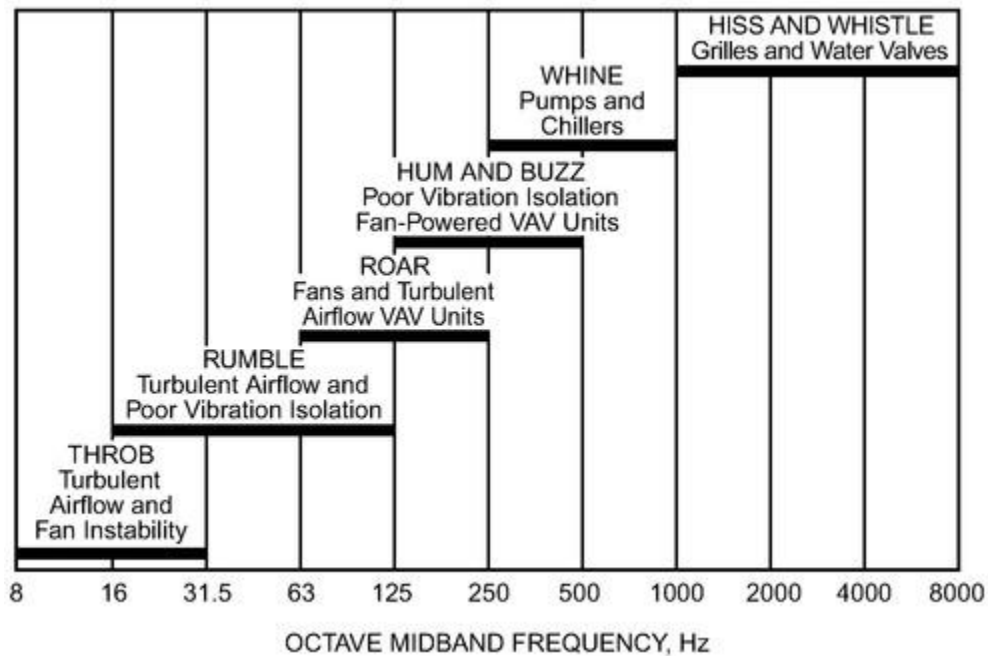 HISS AND WHISTLE
Grilles and Water Valves
WHINE
Pumps and
Chillers
HUM AND BUZZ
Poor Vibration Isolation
Fan-Powered VAV Units
ROAR
Fans and Turbulent
Airflow VAV Units
RUMBLE
Turbulent Airflow and
Poor Vibration Isolation
THROB
Turbulent
Airflow and
Fan Instability
8 16 31.5 63 125 250 500 1000 2000 4000 8000
OCTAVE MIDBAND FREQUENCY, Hz